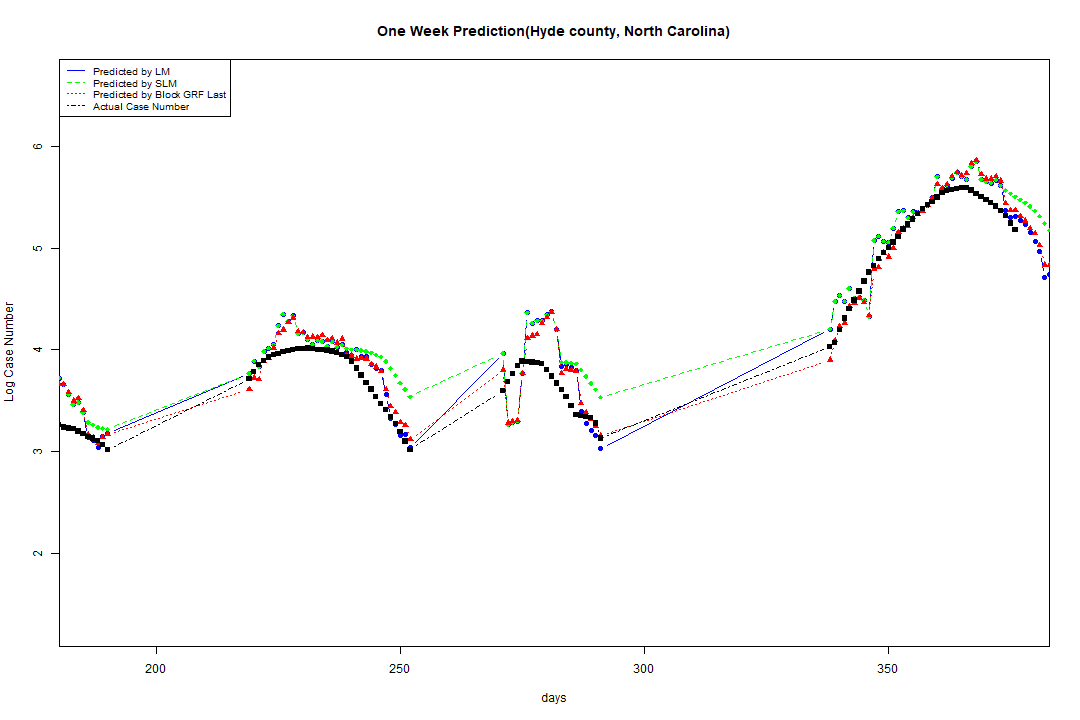 One Week Prediction(Hyde county, North Carolina)
Predicted by LM
Predicted by SLM
Predicted by Block GRF Last
Actual Case Number
6
5
4
3
2
Log Case Number
200 250 300 350
days